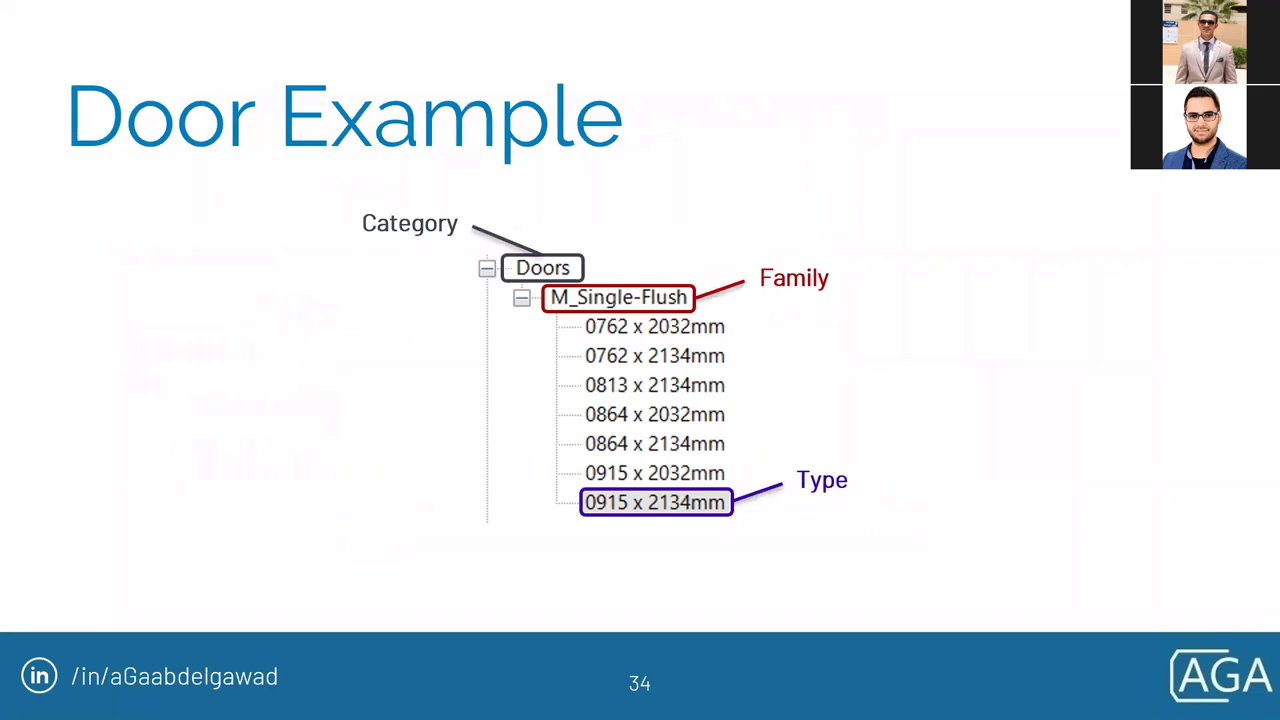 Door Example
Category
Doors
M_Single-Flush
Family
0762 x 2032mm
0762 x 2134mm
0813 x 2134mm
0864 x 2032mm
0864 x 2134mm
0915 x 2032mm
0915 x 2134mm
Type
in /in/aGaabdelgawad
34
AGA